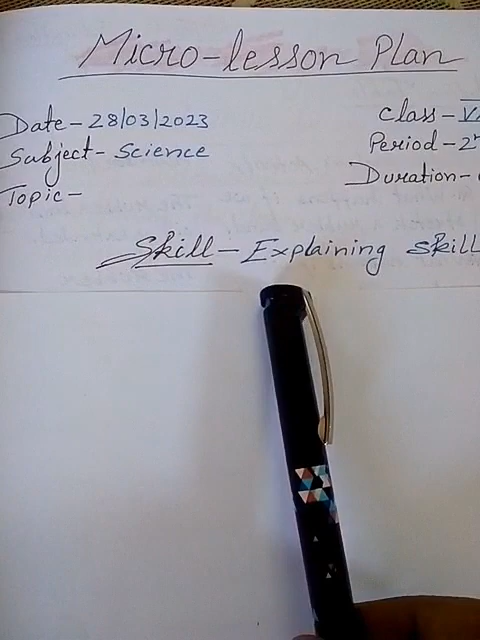 Micro-lesson Plan
Date - 28/03/2023
Class -
Subject - Science
Period -
Topic -
Duration -
Skill - Explaining skill